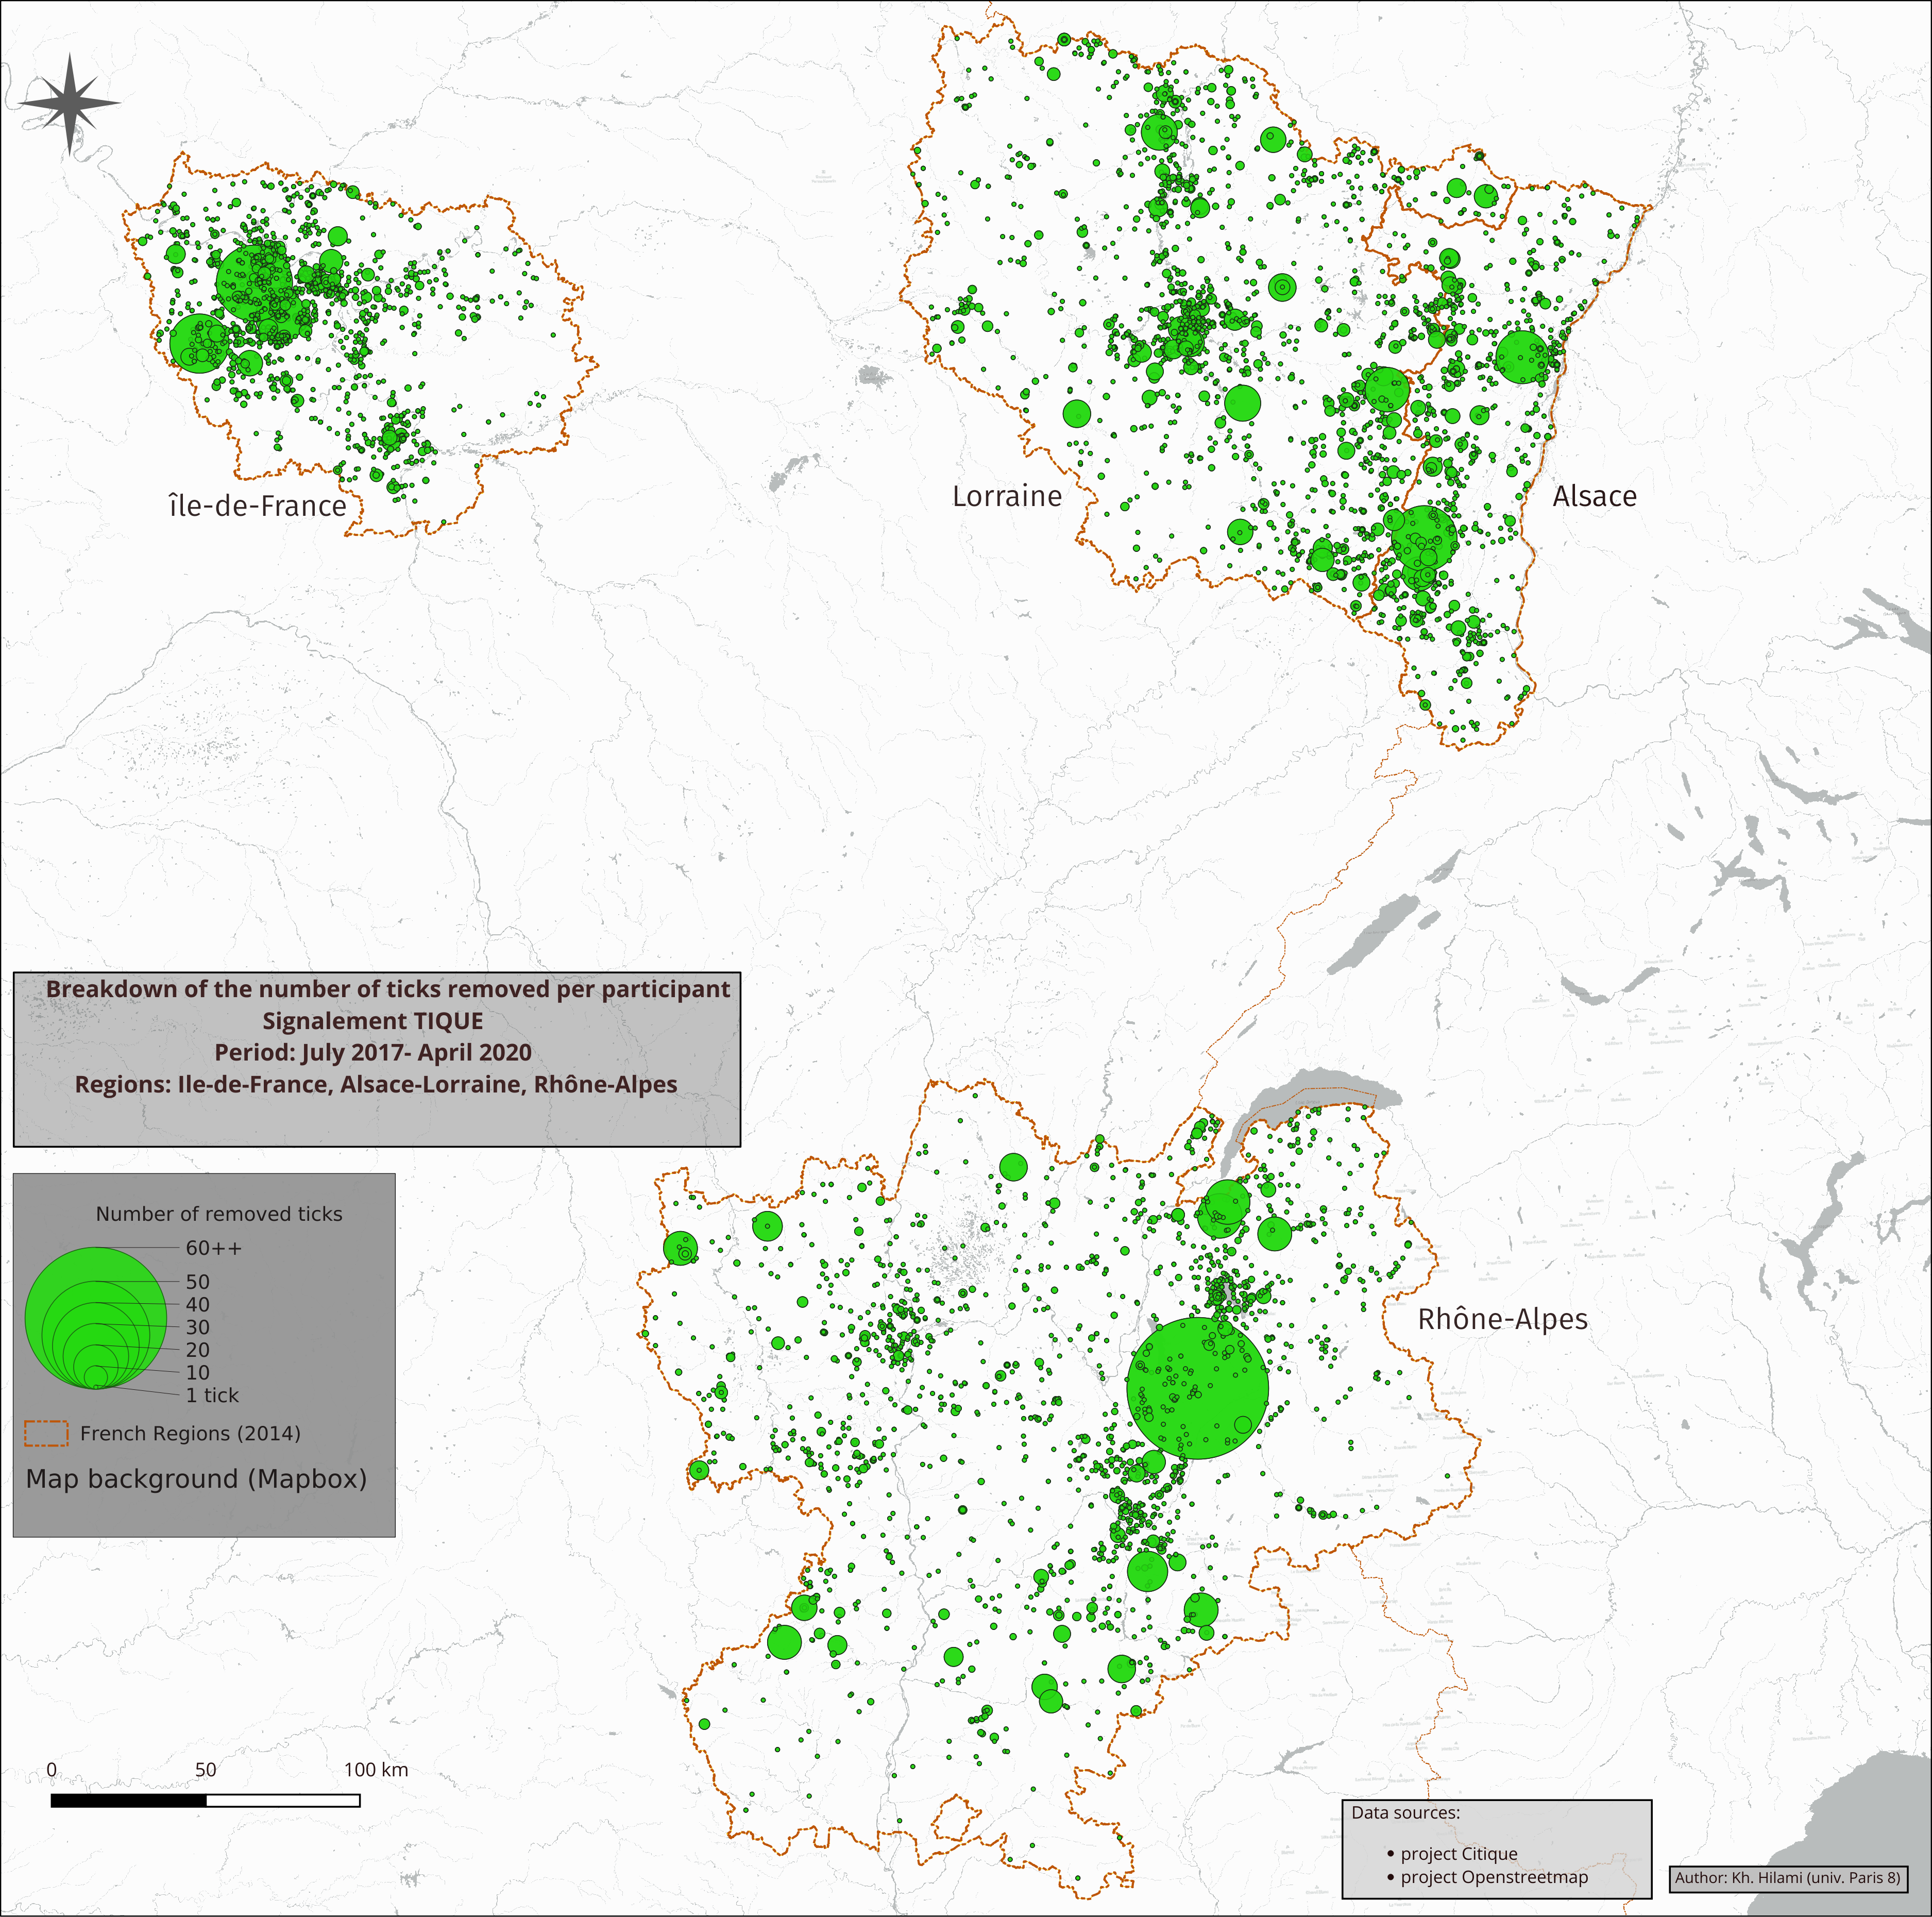 île-de-France
Lorraine
Alsace
Breakdown of the number of ticks removed per participant
Signalement TIQUE
Period: July 2017- April 2020
Regions: Ile-de-France, Alsace-Lorraine, Rhône-Alpes
Number of removed ticks
60++
50
40
30
20
10
1 tick
French Regions (2014)
Map background (Mapbox)
Rhône-Alpes
0 50 100 km
Data sources:
• project Citique
• project Openstreetmap
Author: Kh. Hilami (univ. Paris 8)